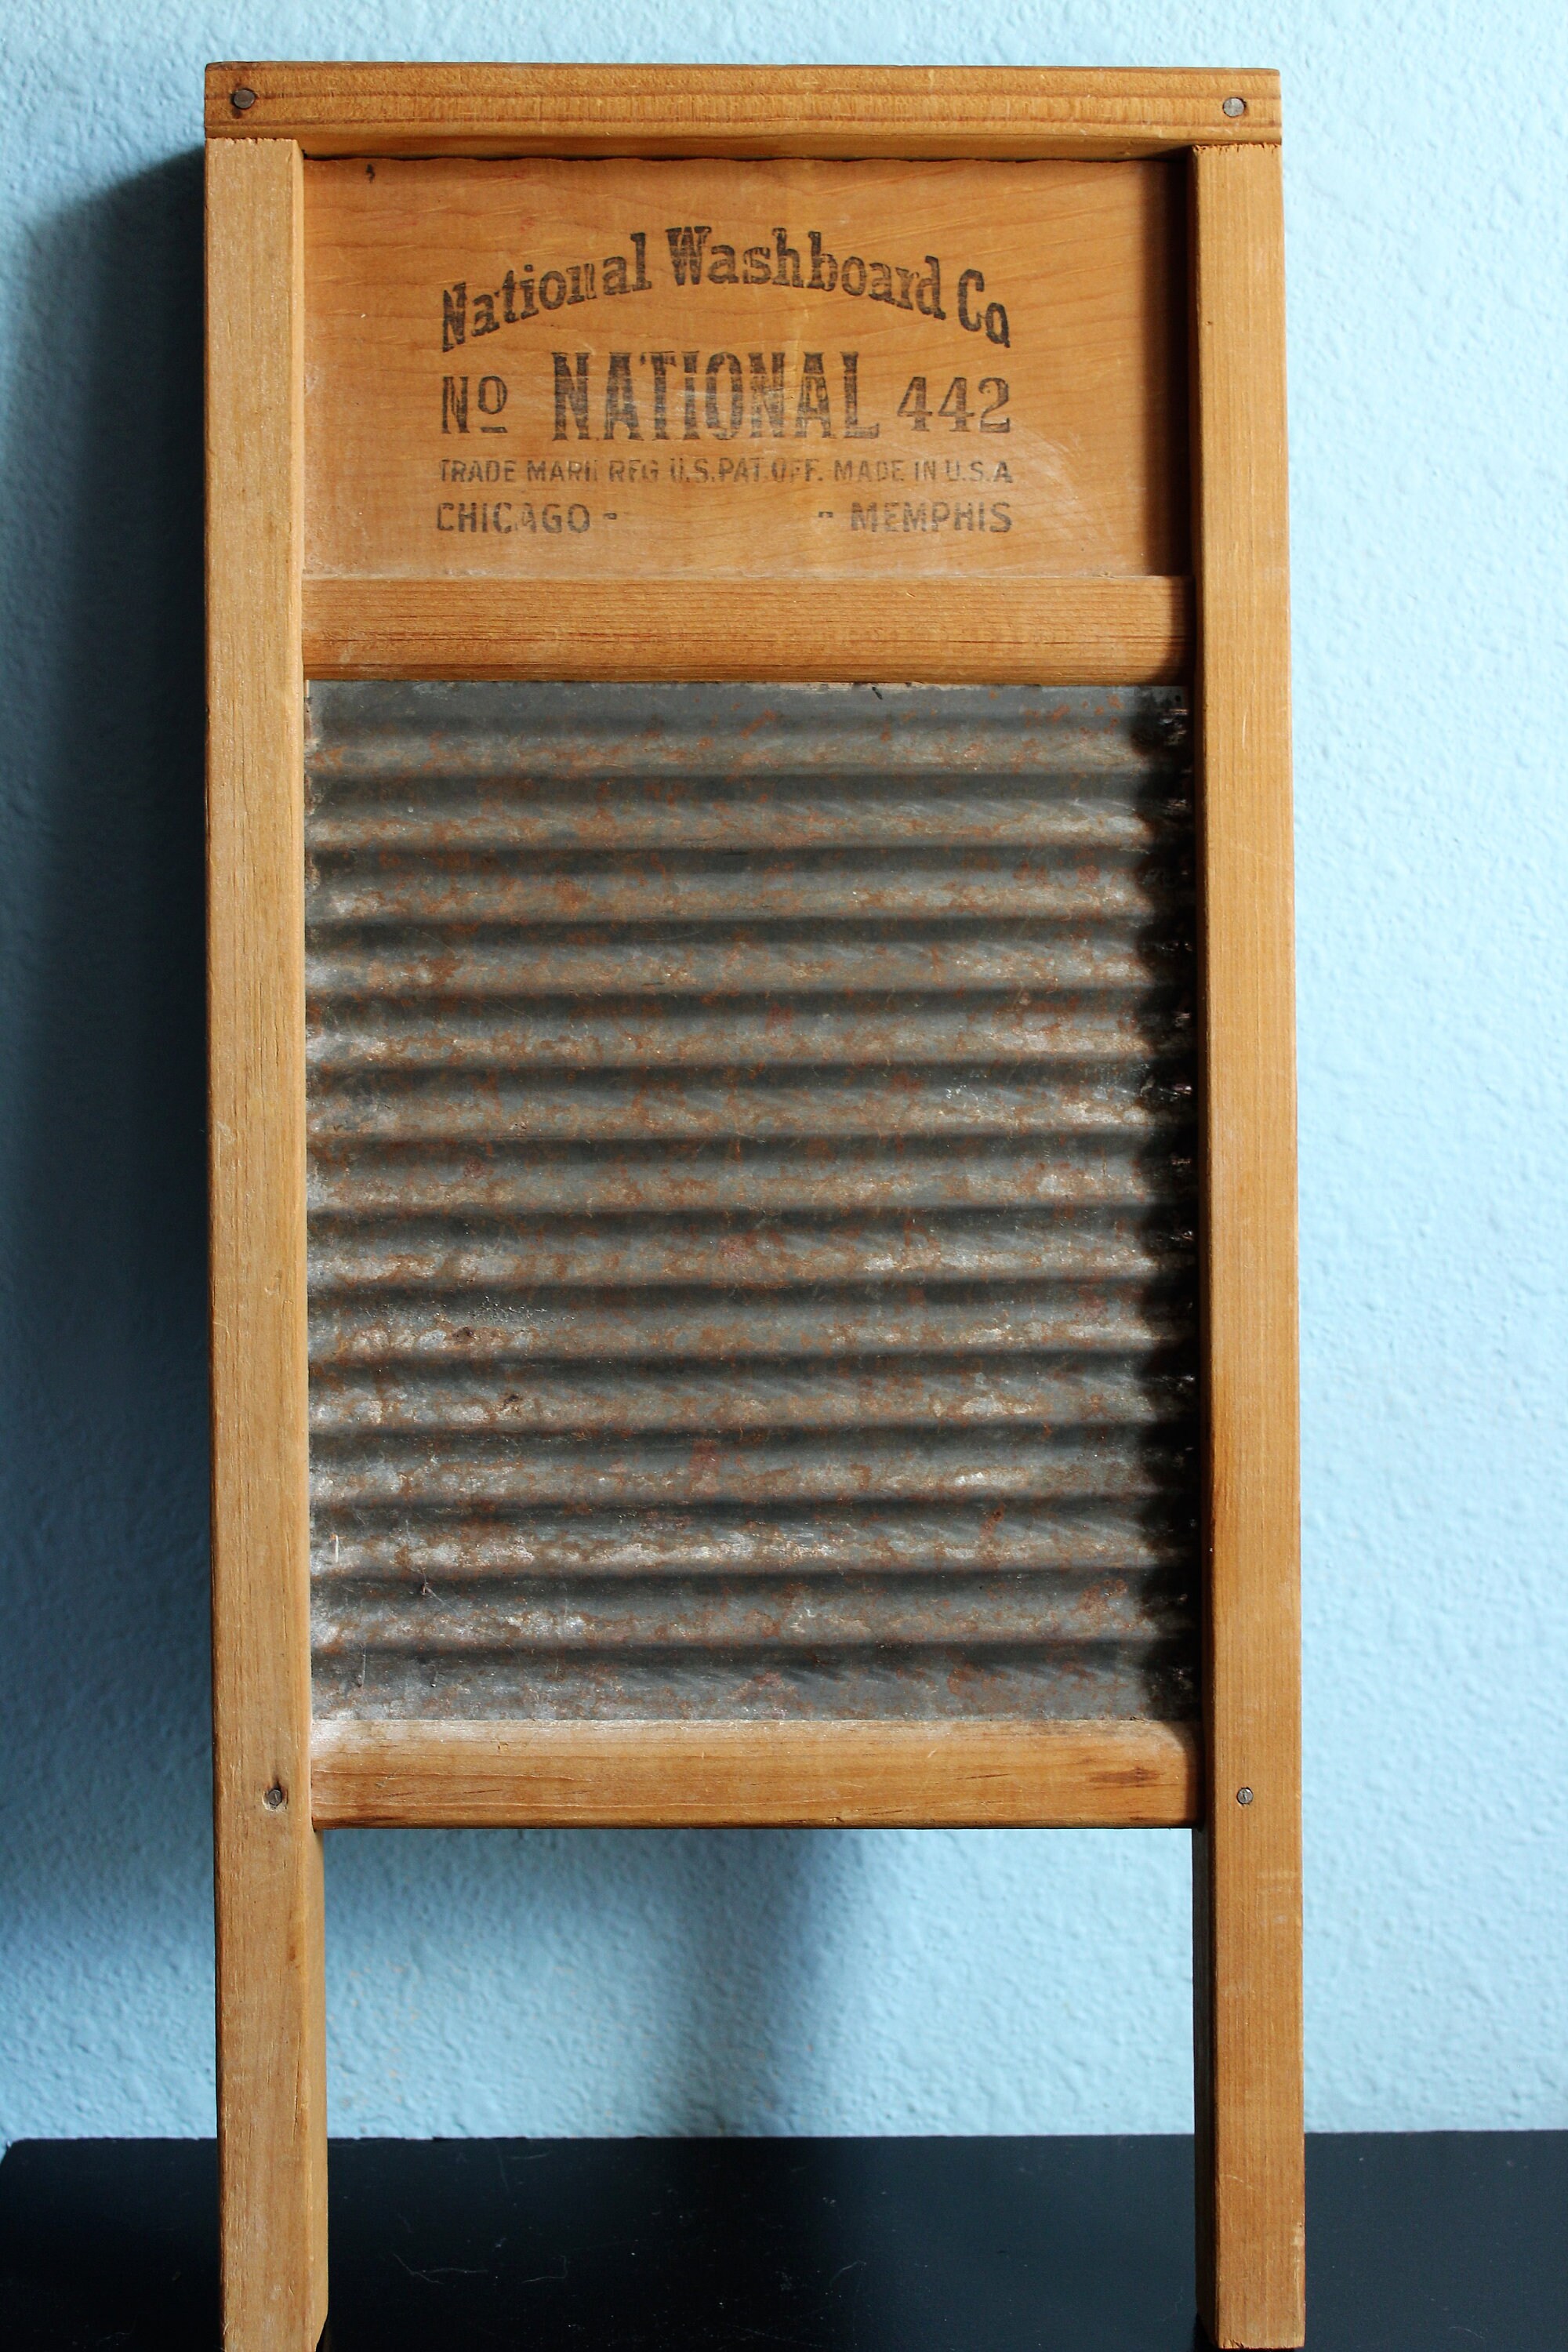 National Washboard Co
No NATIONAL 442
TRADE MARK REG U.S. PAT. OFF. MADE IN U.S.A
CHICAGO - - MEMPHIS